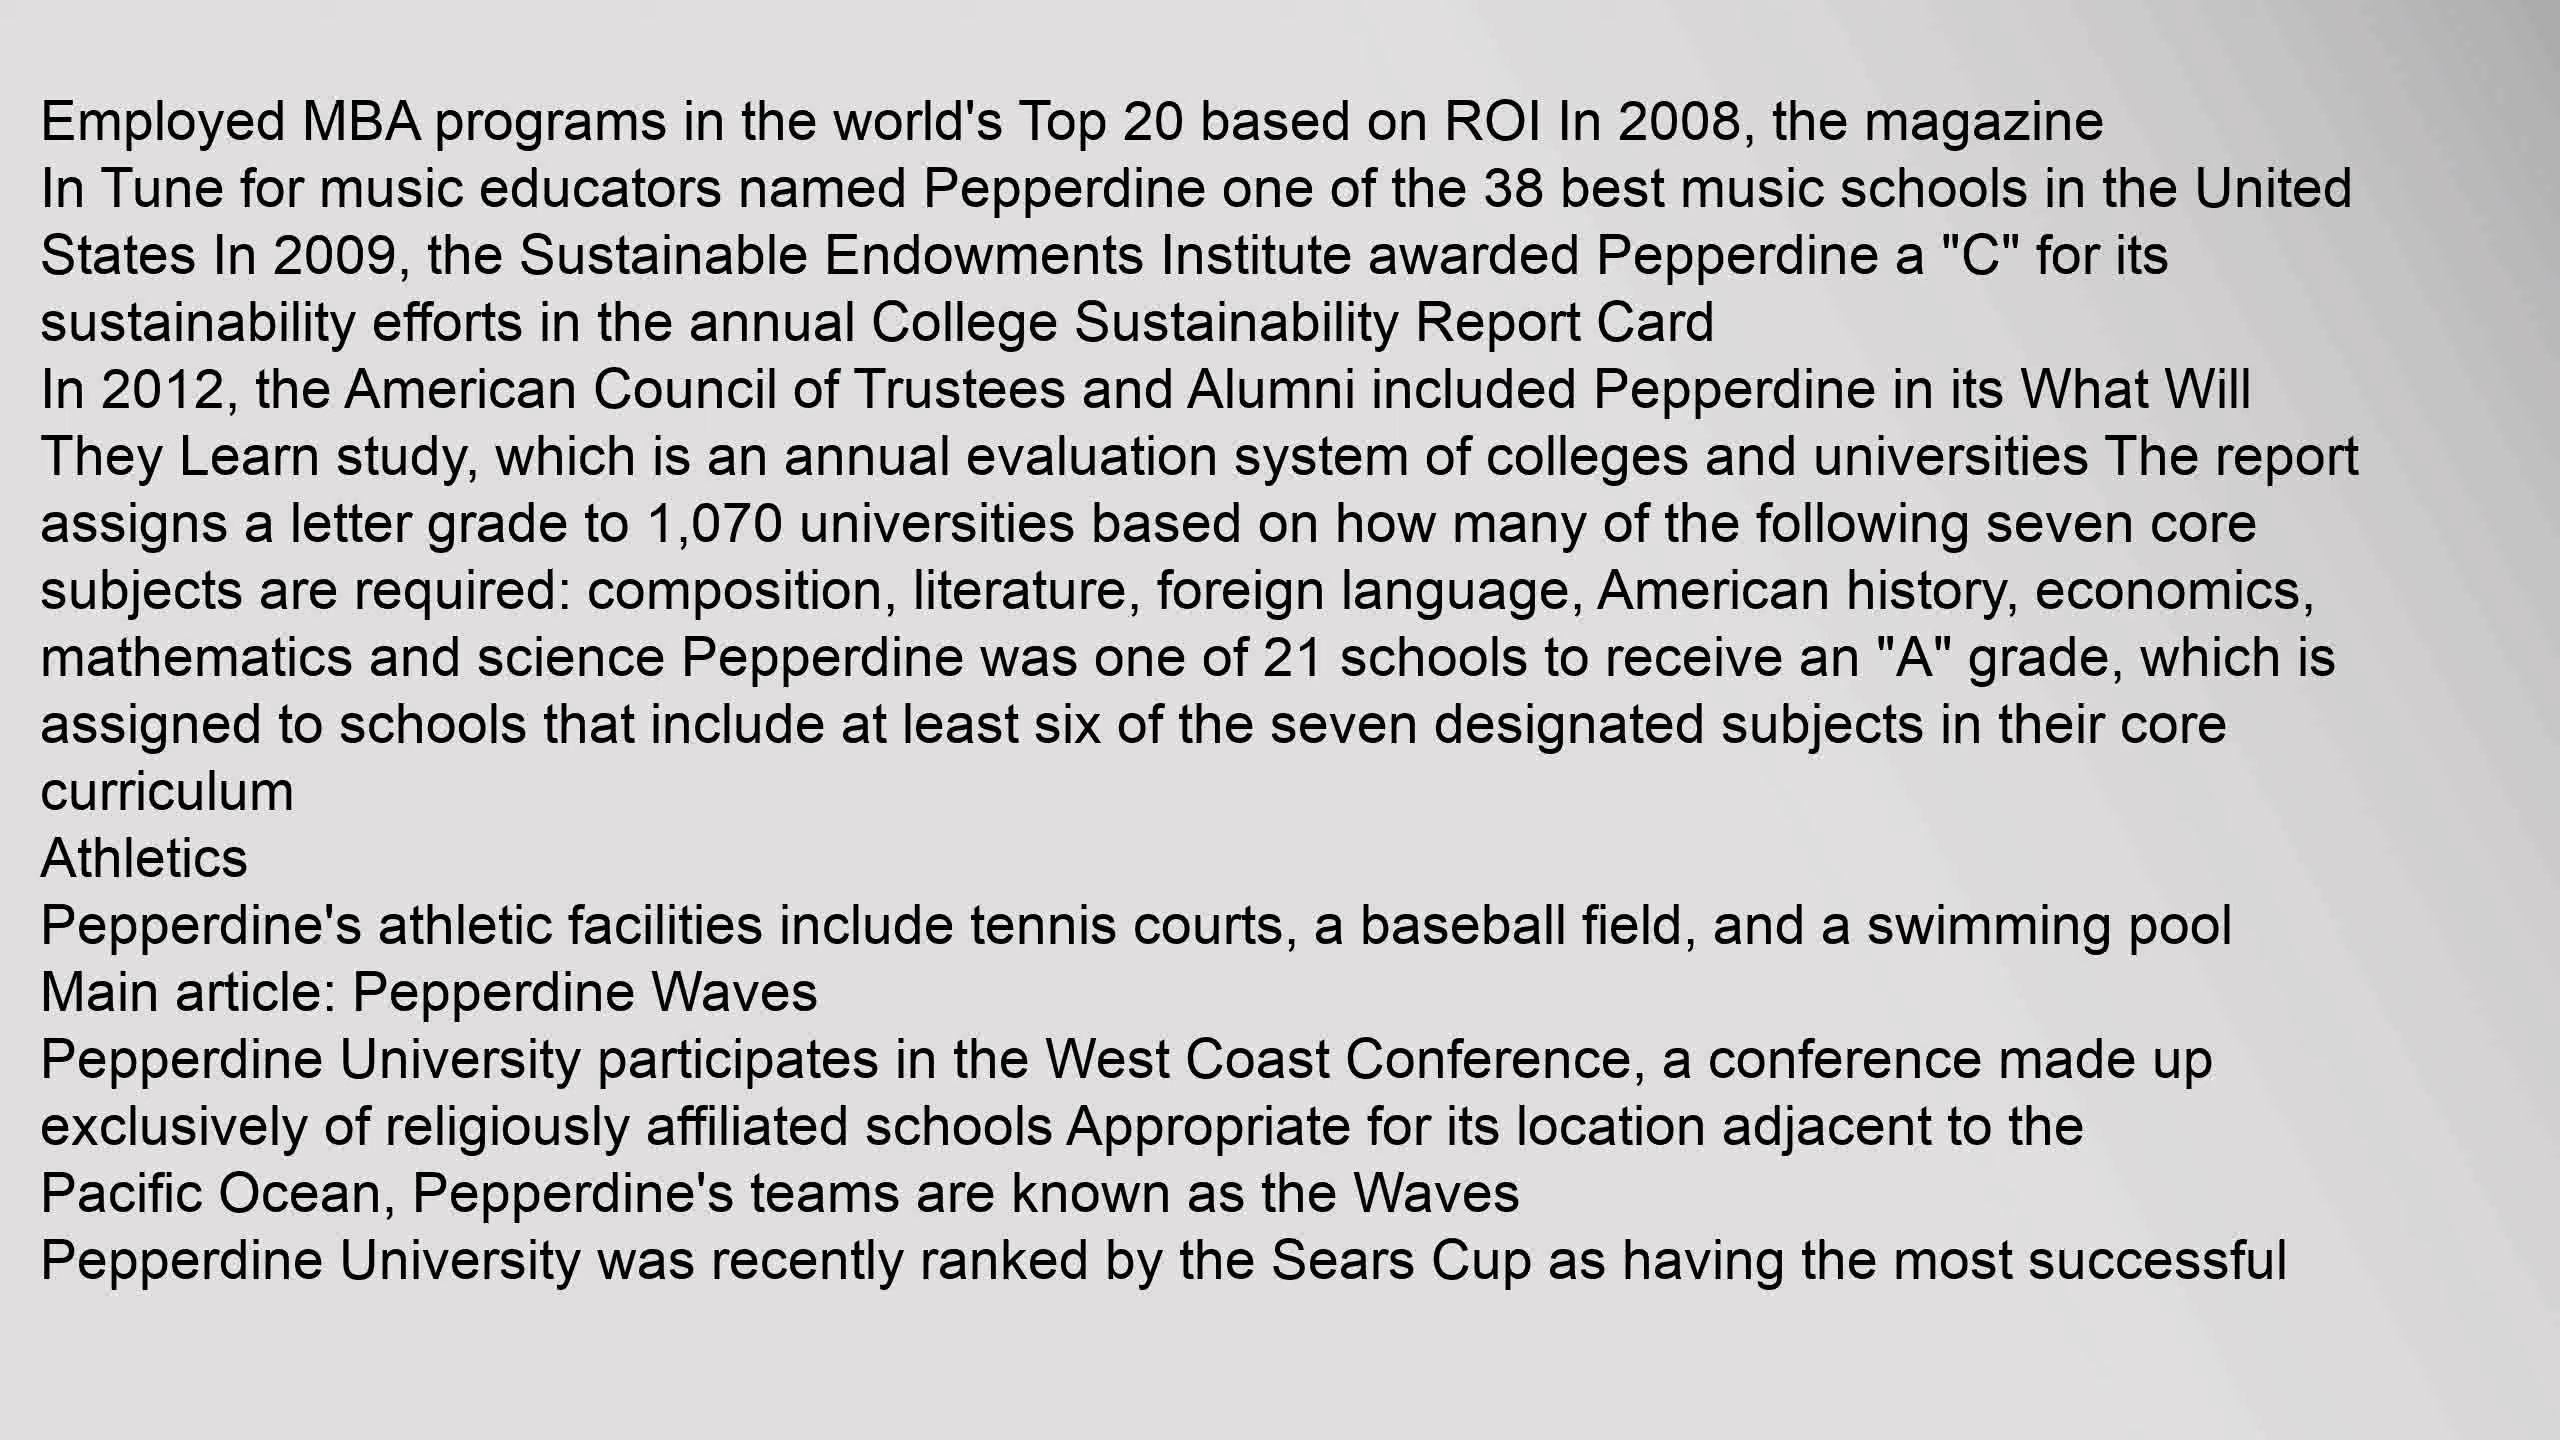 Employed MBA programs in the world's Top 20 based on ROI In 2008, the magazine
In Tune for music educators named Pepperdine one of the 38 best music schools in the United
States In 2009, the Sustainable Endowments Institute awarded Pepperdine a "C" for its
sustainability efforts in the annual College Sustainability Report Card
In 2012, the American Council of Trustees and Alumni included Pepperdine in its What Will
They Learn study, which is an annual evaluation system of colleges and universities The report
assigns a letter grade to 1,070 universities based on how many of the following seven core
subjects are required: composition, literature, foreign language, American history, economics,
mathematics and science Pepperdine was one of 21 schools to receive an "A" grade, which is
assigned to schools that include at least six of the seven designated subjects in their core
curriculum
Athletics
Pepperdine's athletic facilities include tennis courts, a baseball field, and a swimming pool
Main article: Pepperdine Waves
Pepperdine University participates in the West Coast Conference, a conference made up
exclusively of religiously affiliated schools Appropriate for its location adjacent to the
Pacific Ocean, Pepperdine's teams are known as the Waves
Pepperdine University was recently ranked by the Sears Cup as having the most successful